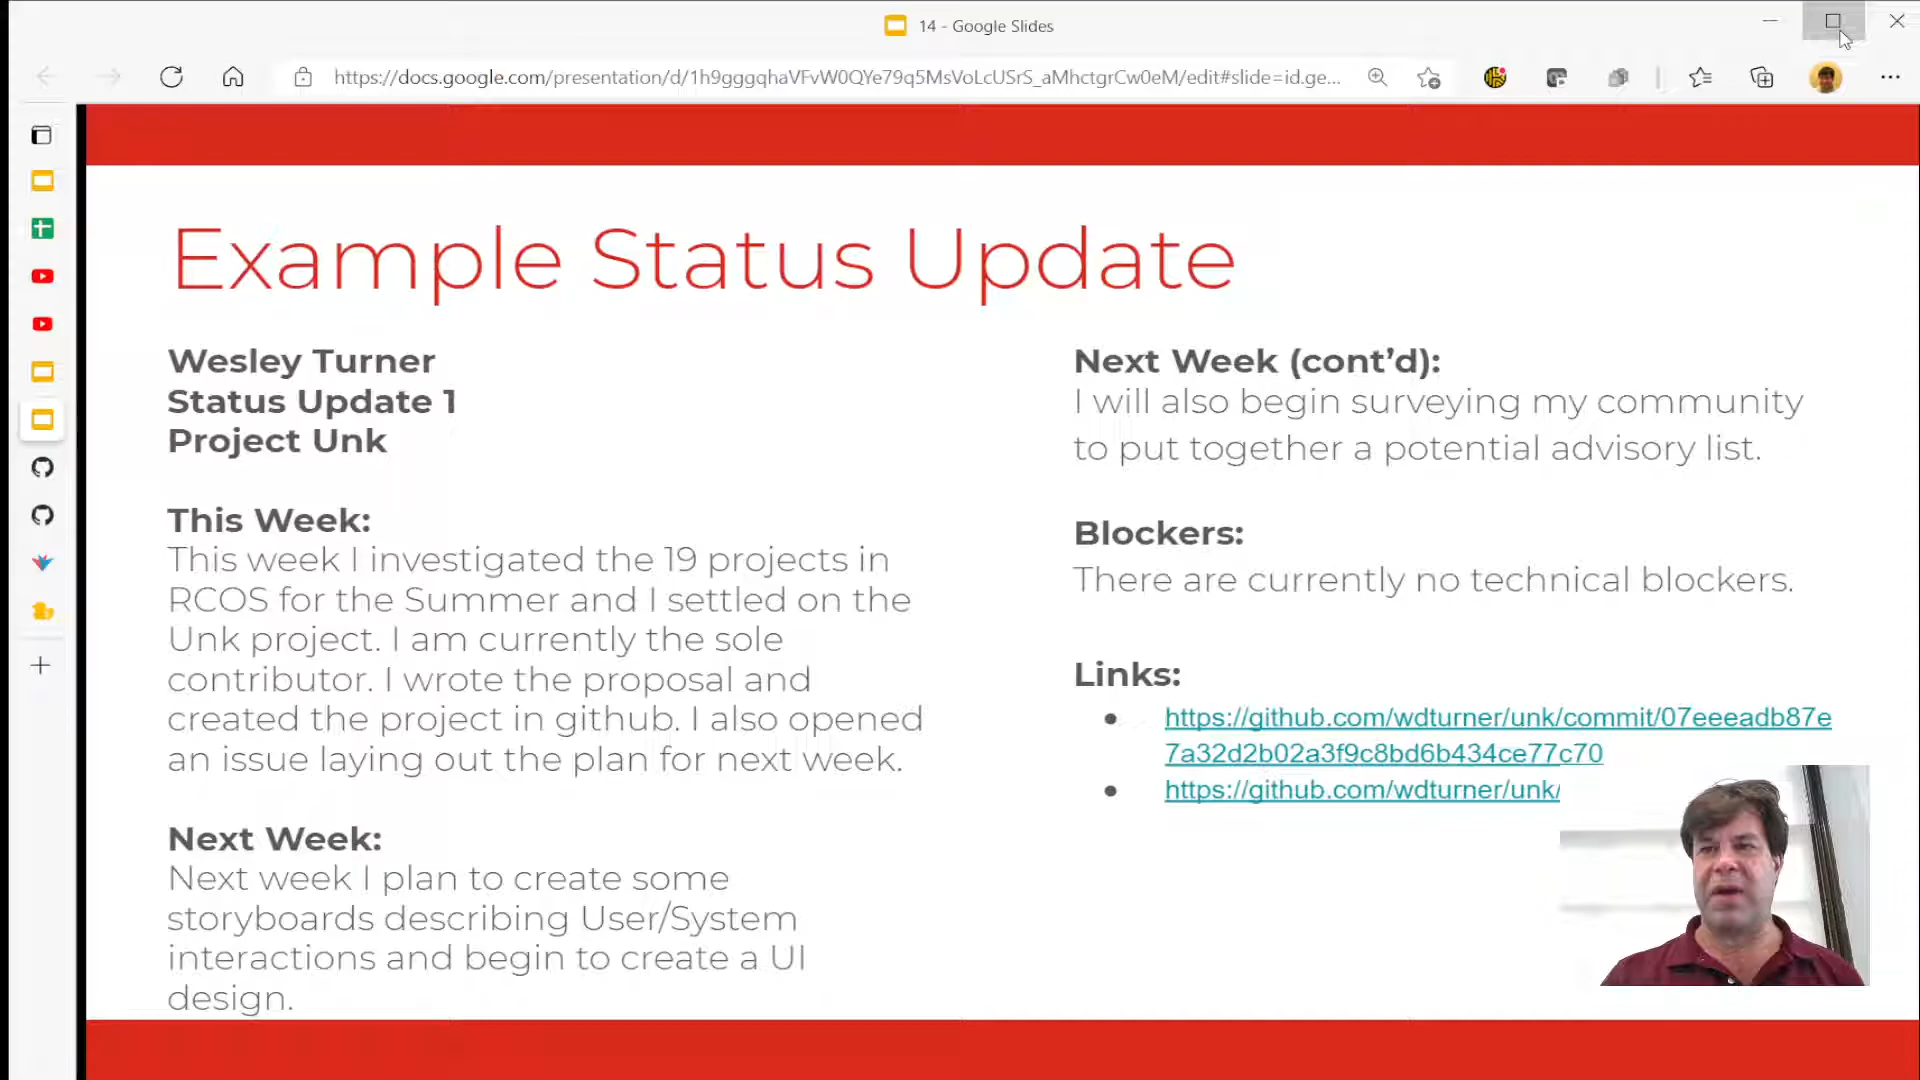 14 - Google Slides
https://docs.google.com/presentation/d/1h9gggqhaVFvW0QYe79q5MsVoLcUSrS_aMhctgrCw0eM/edit#slide=id.ge...
Example Status Update
Wesley Turner
Status Update 1
Project Unk
This Week:
This week I investigated the 19 projects in
RCOS for the Summer and I settled on the
Unk project. I am currently the sole
contributor. I wrote the proposal and
created the project in github. I also opened
an issue laying out the plan for next week.
Next Week:
Next week I plan to create some
storyboards describing User/System
interactions and begin to create a UI
design.
Next Week (cont’d):
I will also begin surveying my community
to put together a potential advisory list.
Blockers:
There are currently no technical blockers.
Links:
https://github.com/wdturner/unk/commit/07eeeadb87e
7a32d2b02a3f9c8bd6b434ce77c70
https://github.com/wdturner/unk/